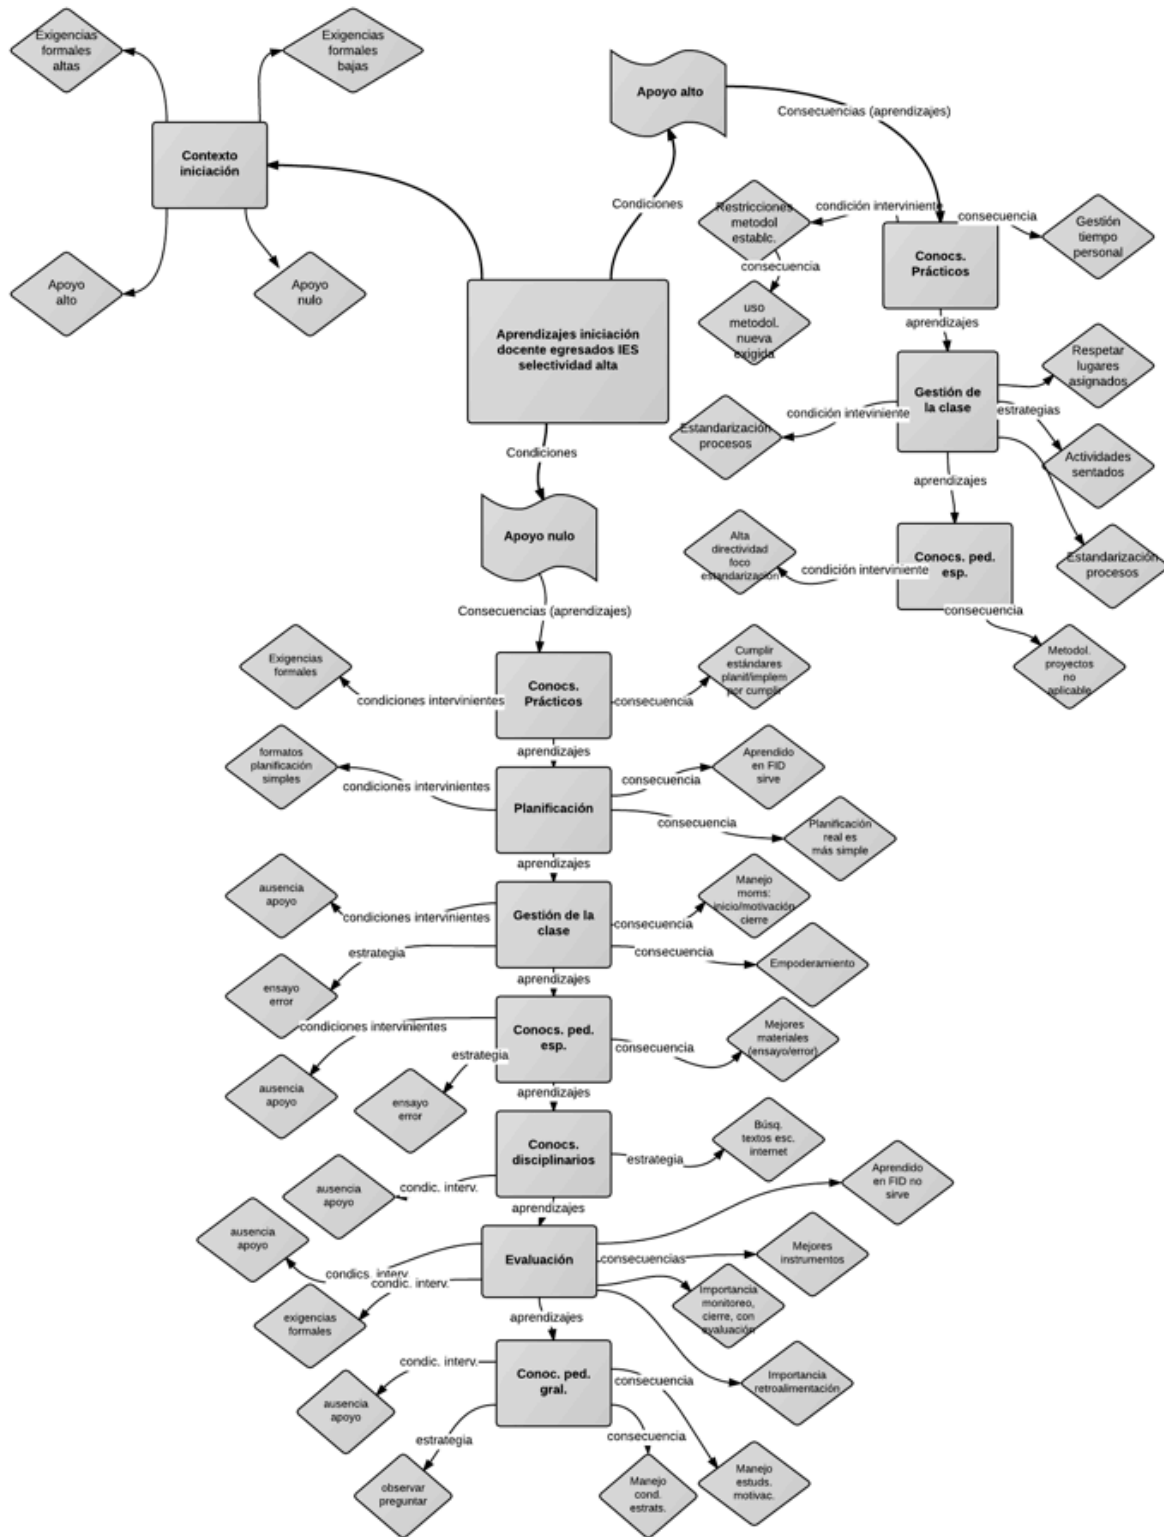 Exigencias
formales
altas
Exigencias
formales
bajas
Contexto
iniciación
Apoyo
alto
Apoyo
nulo
Apoyo alto
Consecuencias (aprendizajes)
Condiciones
Aprendizajes iniciación
docente egresados IES
selectividad alta
Restricciones
metodol
establc.
condición interviniente
consecuencia
Gestión
tiempo
personal
Conocs.
Prácticos
consecuencia
uso
metodol.
nueva
exigida
aprendizajes
Gestión de
la clase
Respetar
lugares
asignados
estrategias
condición inteviniente
Estandarización
procesos
Actividades
sentados
aprendizajes
Estandarización
procesos
Conocs. ped.
esp.
Alta
directividad
foco
estandarización
condición interviniente
consecuencia
Metodol.
proyectos
no
aplicable
Condiciones
Apoyo nulo
Consecuencias (aprendizajes)
Exigencias
formales
condiciones intervinientes
Conocs.
Prácticos
consecuencia
Cumplir
estándares
planif/implem
por cumplir
aprendizajes
formatos
planificación
simples
condiciones intervinientes
Planificación
consecuencia
Aprendido
en FID
sirve
consecuencia
Planificación
real es
más simple
aprendizajes
ausencia
apoyo
condiciones intervinientes
Gestión de la
clase
consecuencia
Manejo
moms:
inicio/motivación
cierre
estrategia
ensayo
error
consecuencia
Empoderamiento
aprendizajes
condiciones intervinientes
ausencia
apoyo
Conocs. ped.
esp.
estrategia
ensayo
error
consecuencia
Mejores
materiales
(ensayo/error)
aprendizajes
Conocs.
disciplinarios
estrategia
Búsq.
textos esc.
internet
condic. interv.
ausencia
apoyo
aprendizajes
Evaluación
condics. interv.
ausencia
apoyo
condic. interv.
exigencias
formales
consecuencias
Aprendido
en FID no
sirve
Mejores
instrumentos
Importancia
monitoreo,
cierre, con
evaluación
Importancia
retroalimentación
aprendizajes
Conoc. ped.
gral.
condic. interv.
ausencia
apoyo
estrategia
observar
preguntar
consecuencia
consecuencia
Manejo
cond.
estrats.
Manejo
estuds.
motivac.